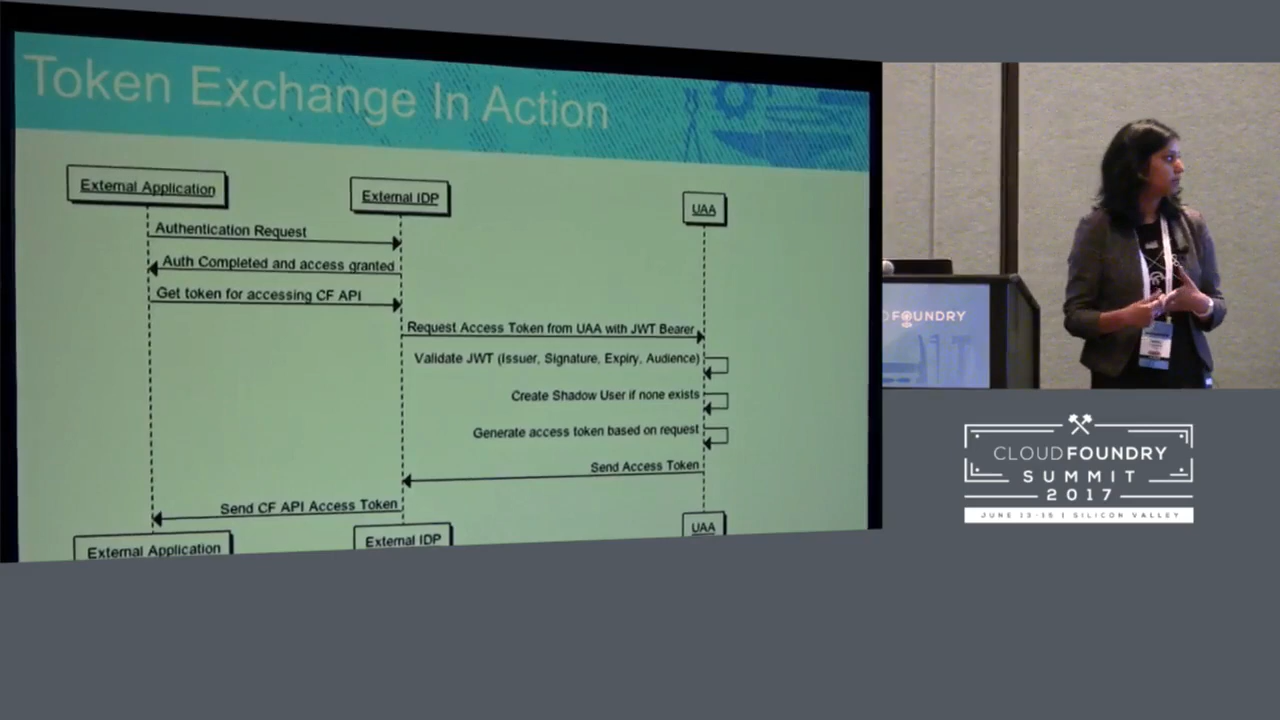 Token Exchange In Action
External Application
External IDP
UAA
Authentication Request
Auth Completed and access granted
Get token for accessing CF API
Request Access Token from UAA with JWT Bearer
Validate JWT (Issuer, Signature, Expiry, Audience)
Create Shadow User if none exists
Generate access token based on request
Send Access Token
Send CF API Access Token
External Application
External IDP
UAA
DFOUNDRY
CLOUDFOUNDRY
SUMMIT
2017
JUNE 13-15 | SILICON VALLEY